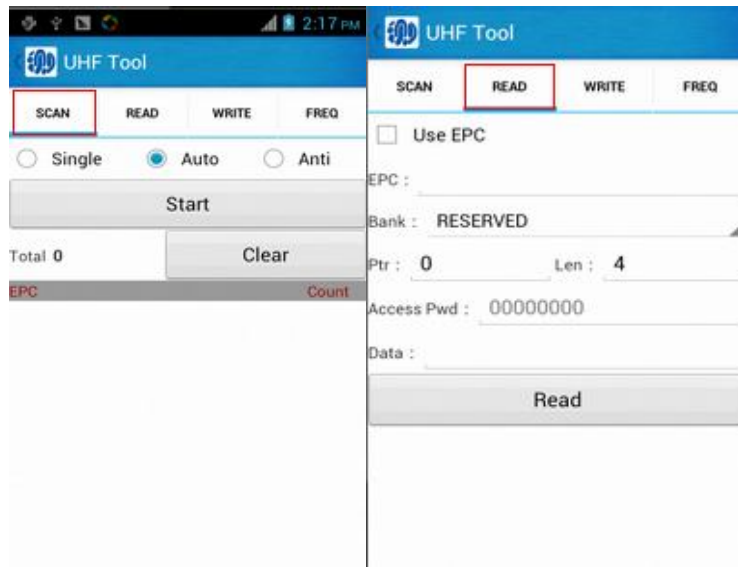 2:17 PM
UHF Tool
SCAN READ WRITE FREQ
Single Auto Anti
Start
Total 0 Clear
EPC Count
UHF Tool
SCAN READ WRITE FREQ
Use EPC
EPC :
Bank : RESERVED
Ptr : 0 Len : 4
Access Pwd : 00000000
Data :
Read